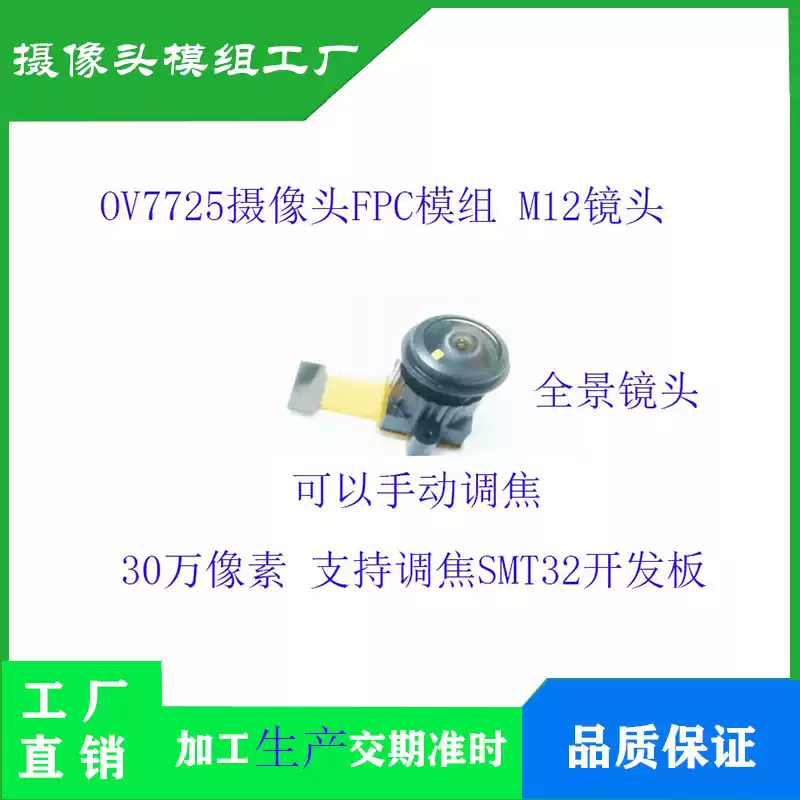 摄像头模组工厂
OV7725摄像头FPC模组 M12镜头
全景镜头
可以手动调焦
30万像素 支持调焦SMT32开发板
工厂
直销
加工生产交期准时
品质保证